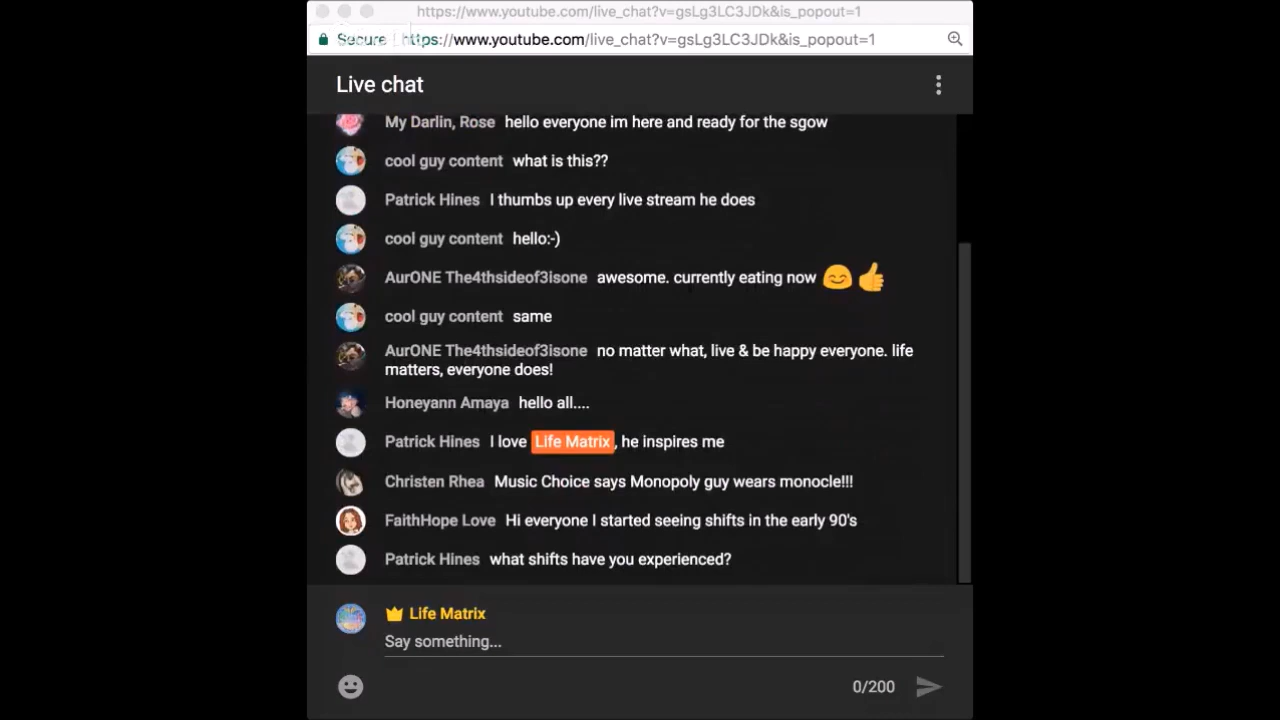 https://www.youtube.com/live_chat?v=gsLg3LC3JDk&is_popout=1
Secure https://www.youtube.com/live_chat?v=gsLg3LC3JDk&is_popout=1
Live chat
My Darlin, Rose hello everyone im here and ready for the sgow
cool guy content what is this??
Patrick Hines I thumbs up every live stream he does
cool guy content hello:-)
AurONE The4thsideof3isone awesome. currently eating now 😊👍
cool guy content same
AurONE The4thsideof3isone no matter what, live & be happy everyone. life
matters, everyone does!
Honeyann Amaya hello all....
Patrick Hines I love Life Matrix, he inspires me
Christen Rhea Music Choice says Monopoly guy wears monocle!!!
FaithHope Love Hi everyone I started seeing shifts in the early 90's
Patrick Hines what shifts have you experienced?
Life Matrix
Say something...
0/200